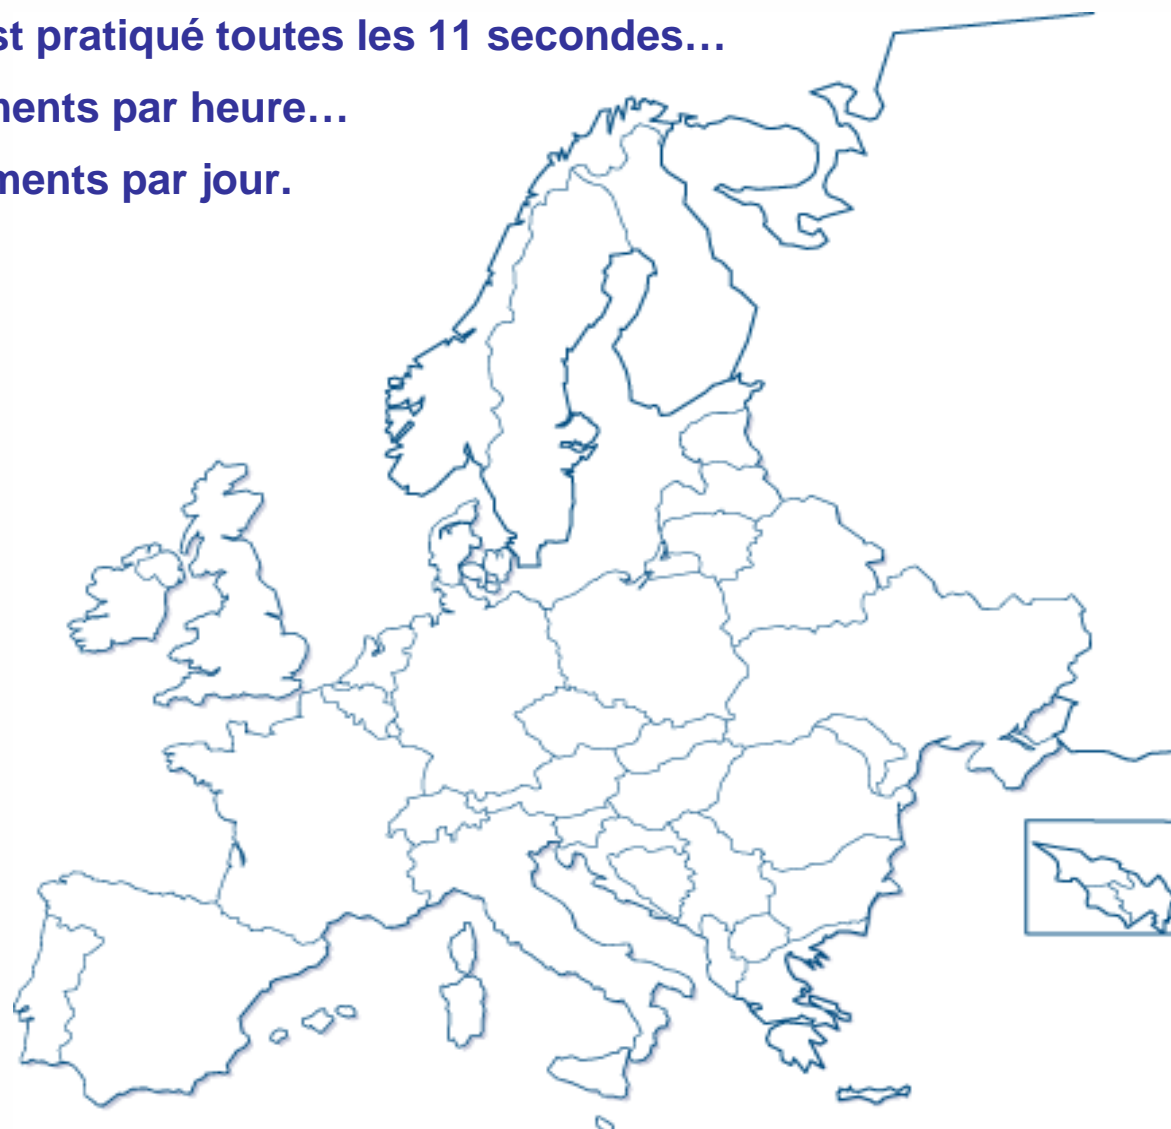 st pratiqué toutes les 11 secondes…
ments par heure…
ments par jour.